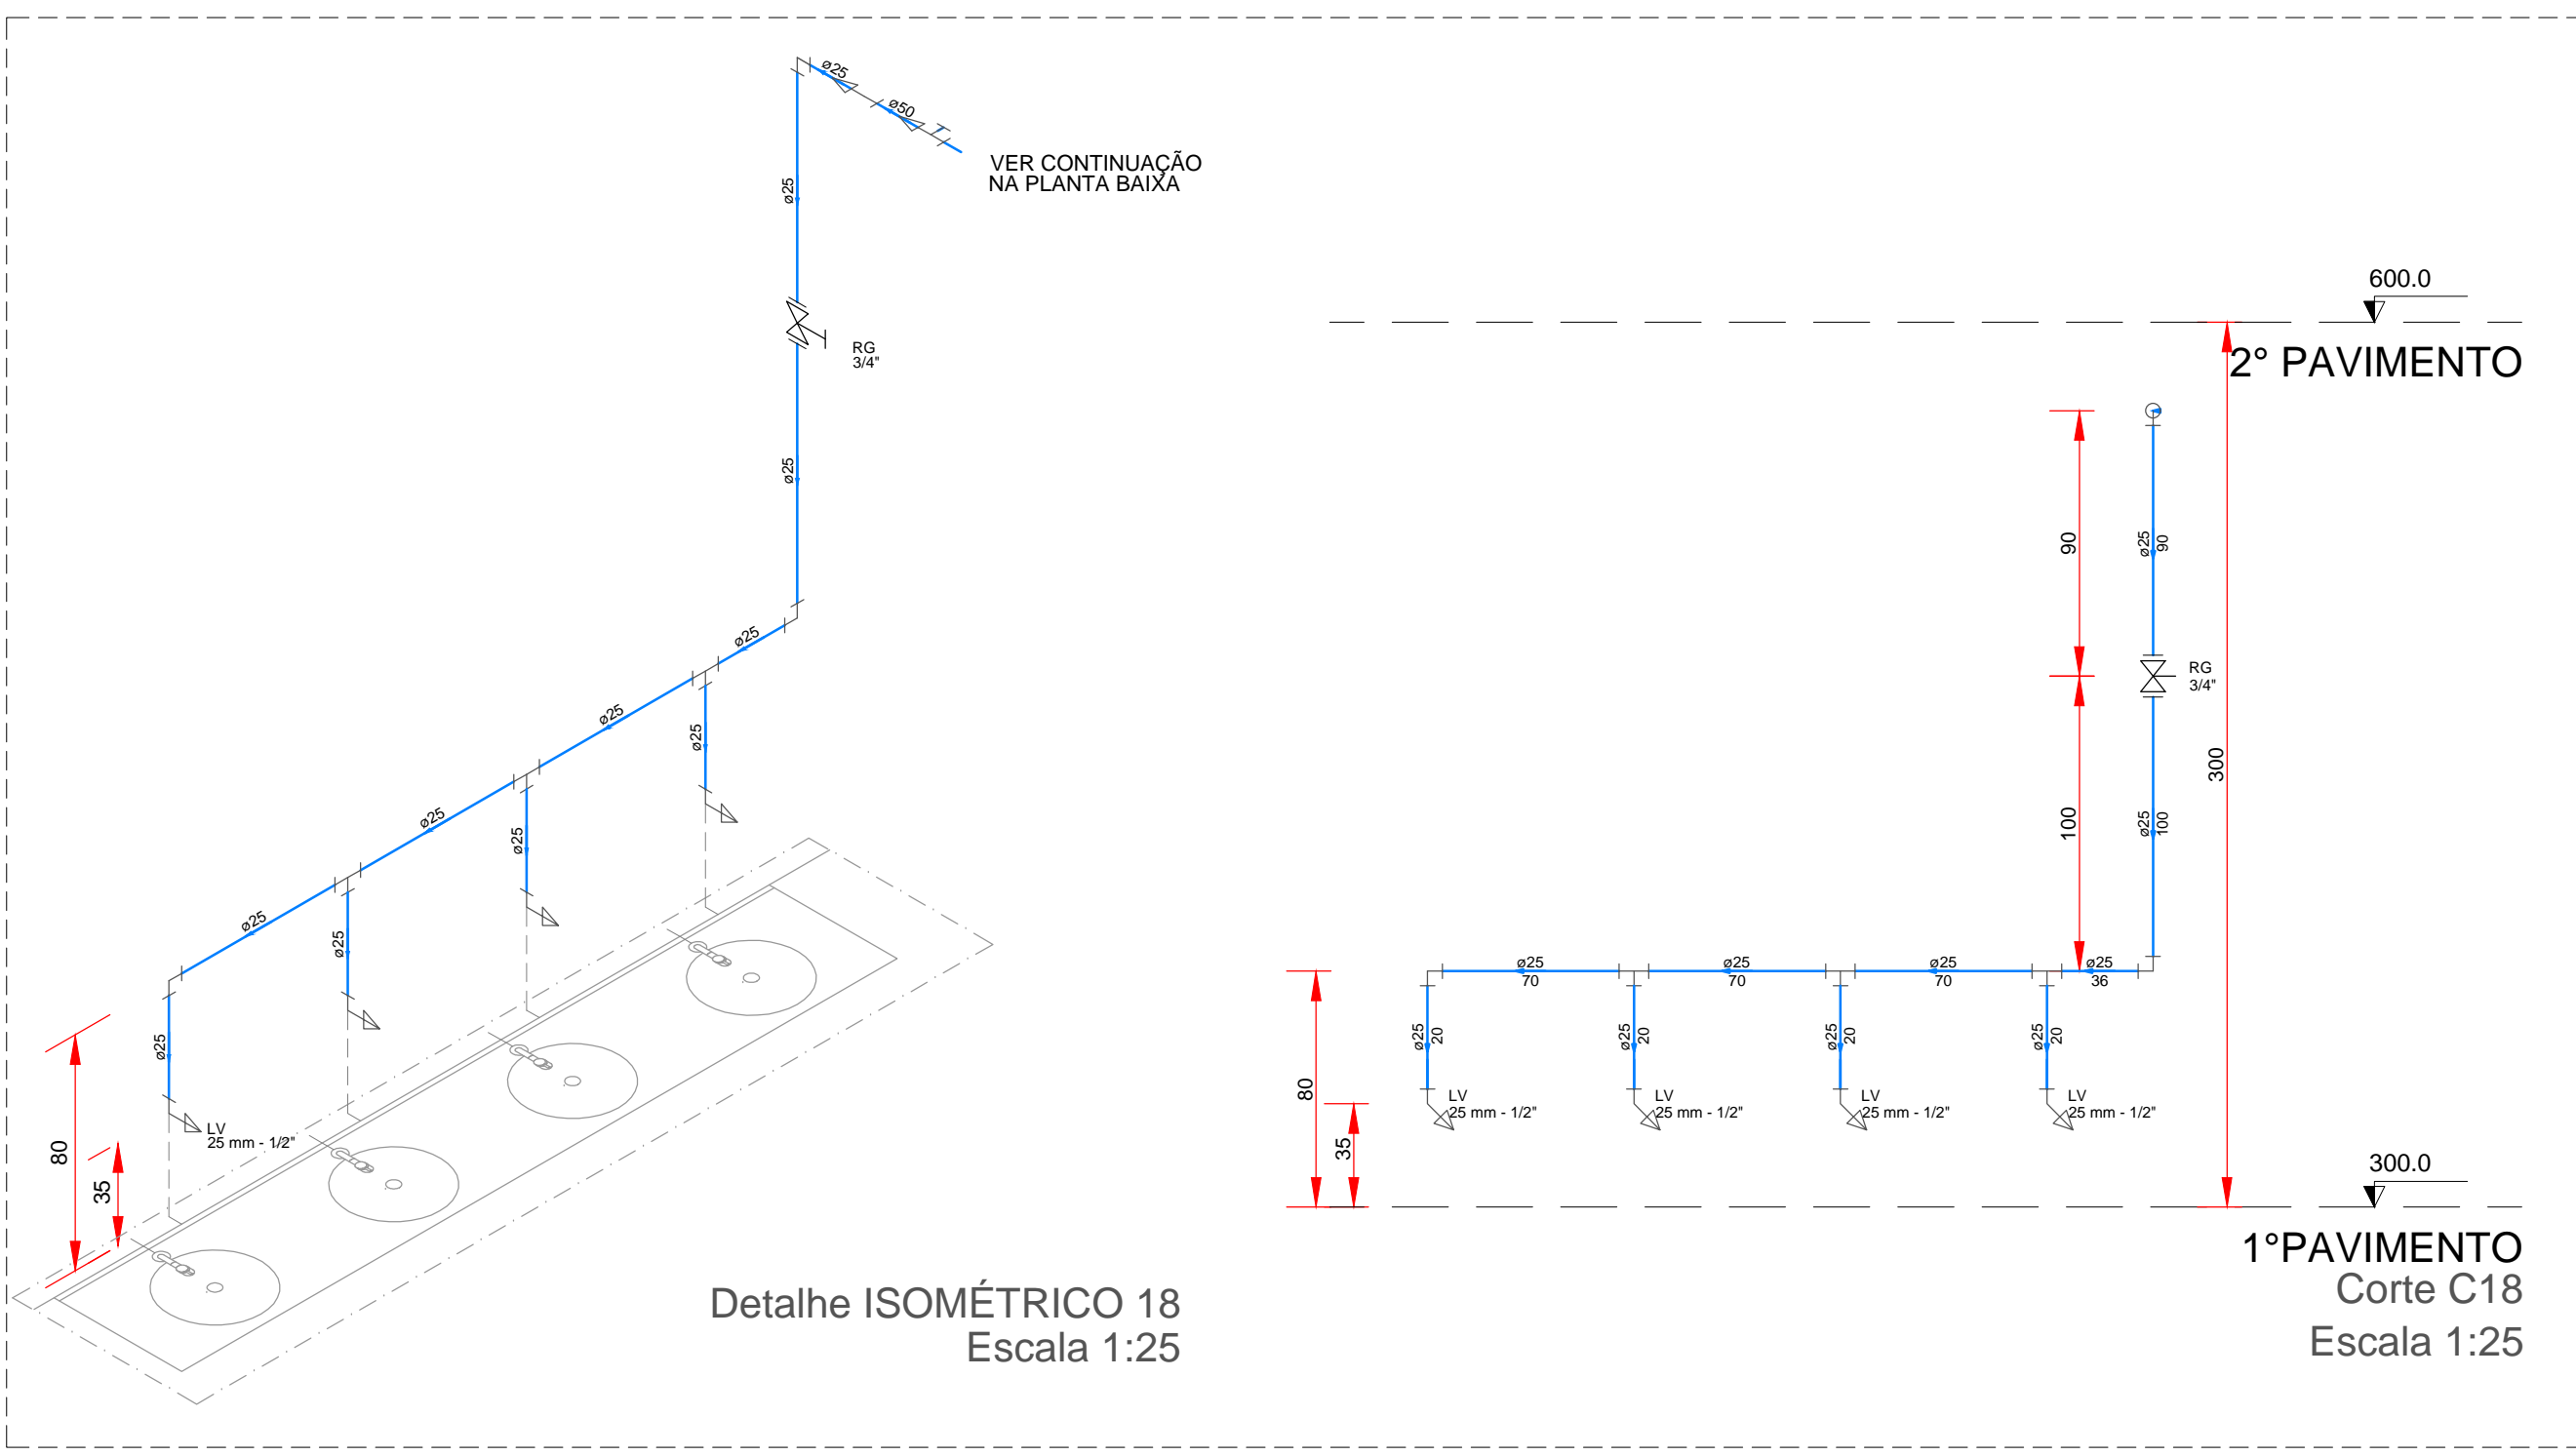 ø25
ø50
VER CONTINUAÇÃO
NA PLANTA BAIXA
ø25
RG
3/4"
ø25
ø25
ø25
ø25
ø25
ø25
ø25
ø25
ø25
LV
25 mm - 1/2"
80
35
Detalhe ISOMÉTRICO 18
Escala 1:25
600.0
2° PAVIMENTO
90
ø25
90
RG
3/4"
300
100
ø25
100
ø25
70
ø25
70
ø25
70
ø25
36
ø25
20
ø25
20
ø25
20
ø25
20
80
35
LV
25 mm - 1/2"
LV
25 mm - 1/2"
LV
25 mm - 1/2"
LV
25 mm - 1/2"
300.0
1°PAVIMENTO
Corte C18
Escala 1:25